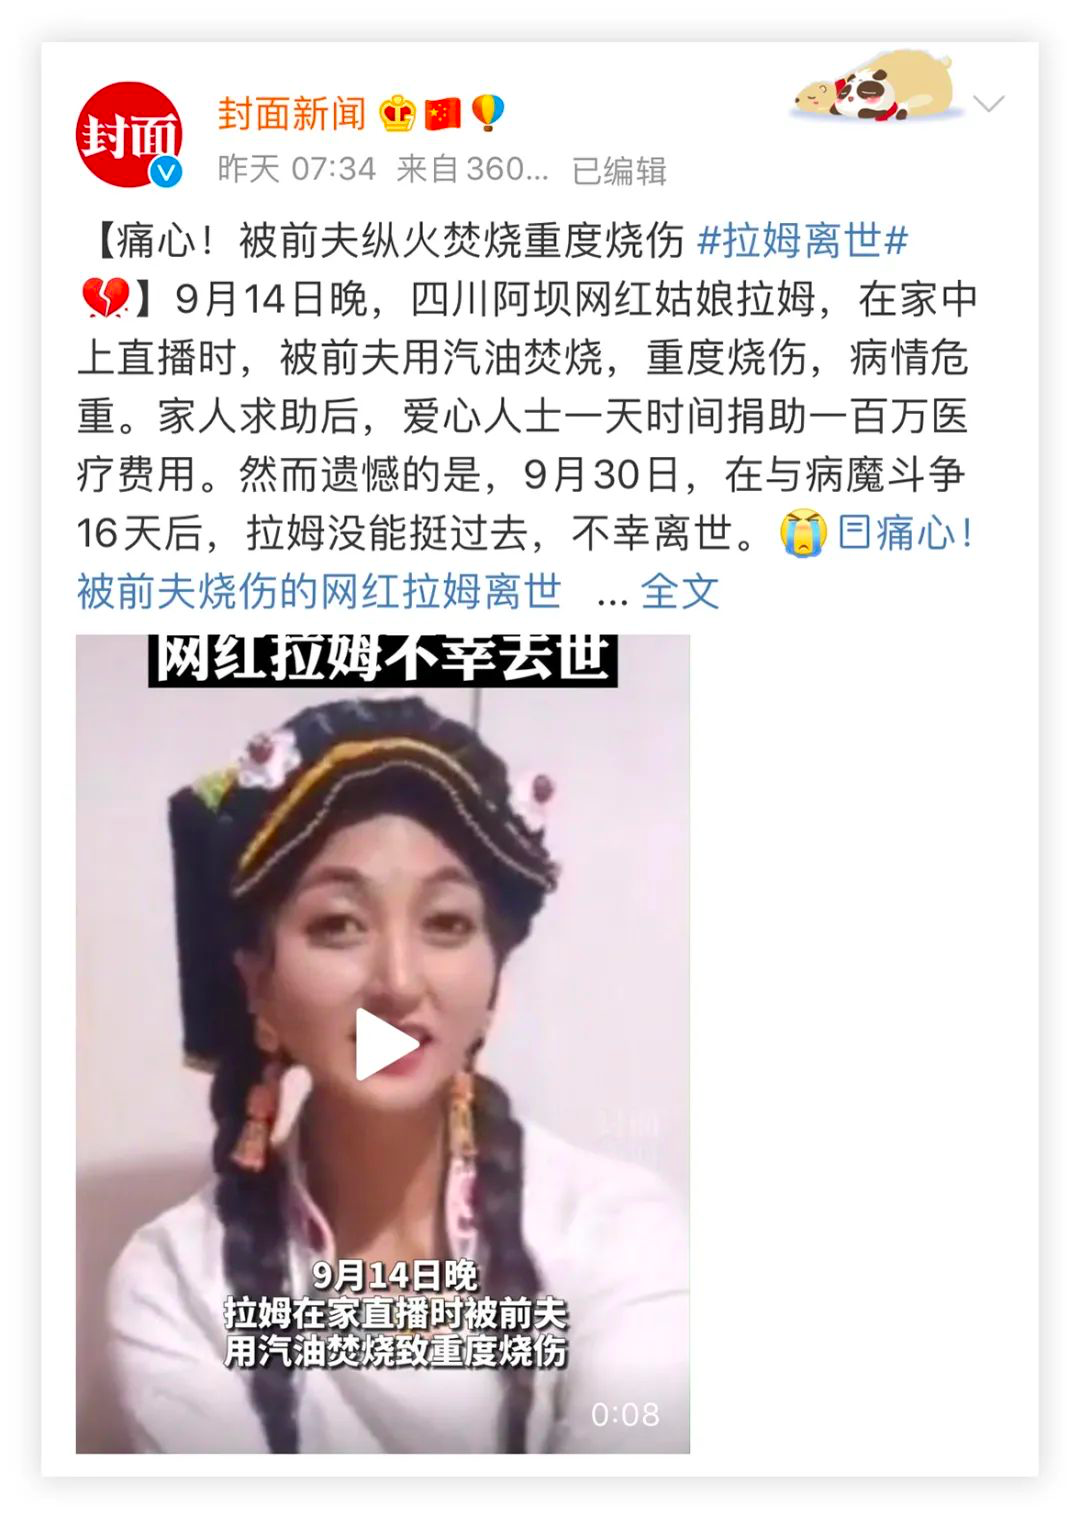 封面
封面新闻
昨天 07:34 来自360... 已编辑
【痛心！被前夫纵火焚烧重度烧伤 #拉姆离世#
】9月14日晚，四川阿坝网红姑娘拉姆，在家中
上直播时，被前夫用汽油焚烧，重度烧伤，病情危
重。家人求助后，爱心人士一天时间捐助一百万医
疗费用。然而遗憾的是，9月30日，在与病魔斗争
16天后，拉姆没能挺过去，不幸离世。痛心！
被前夫烧伤的网红拉姆离世 ... 全文
网红拉姆不幸去世
9月14日晚
拉姆在家直播时被前夫
用汽油焚烧致重度烧伤
0:08